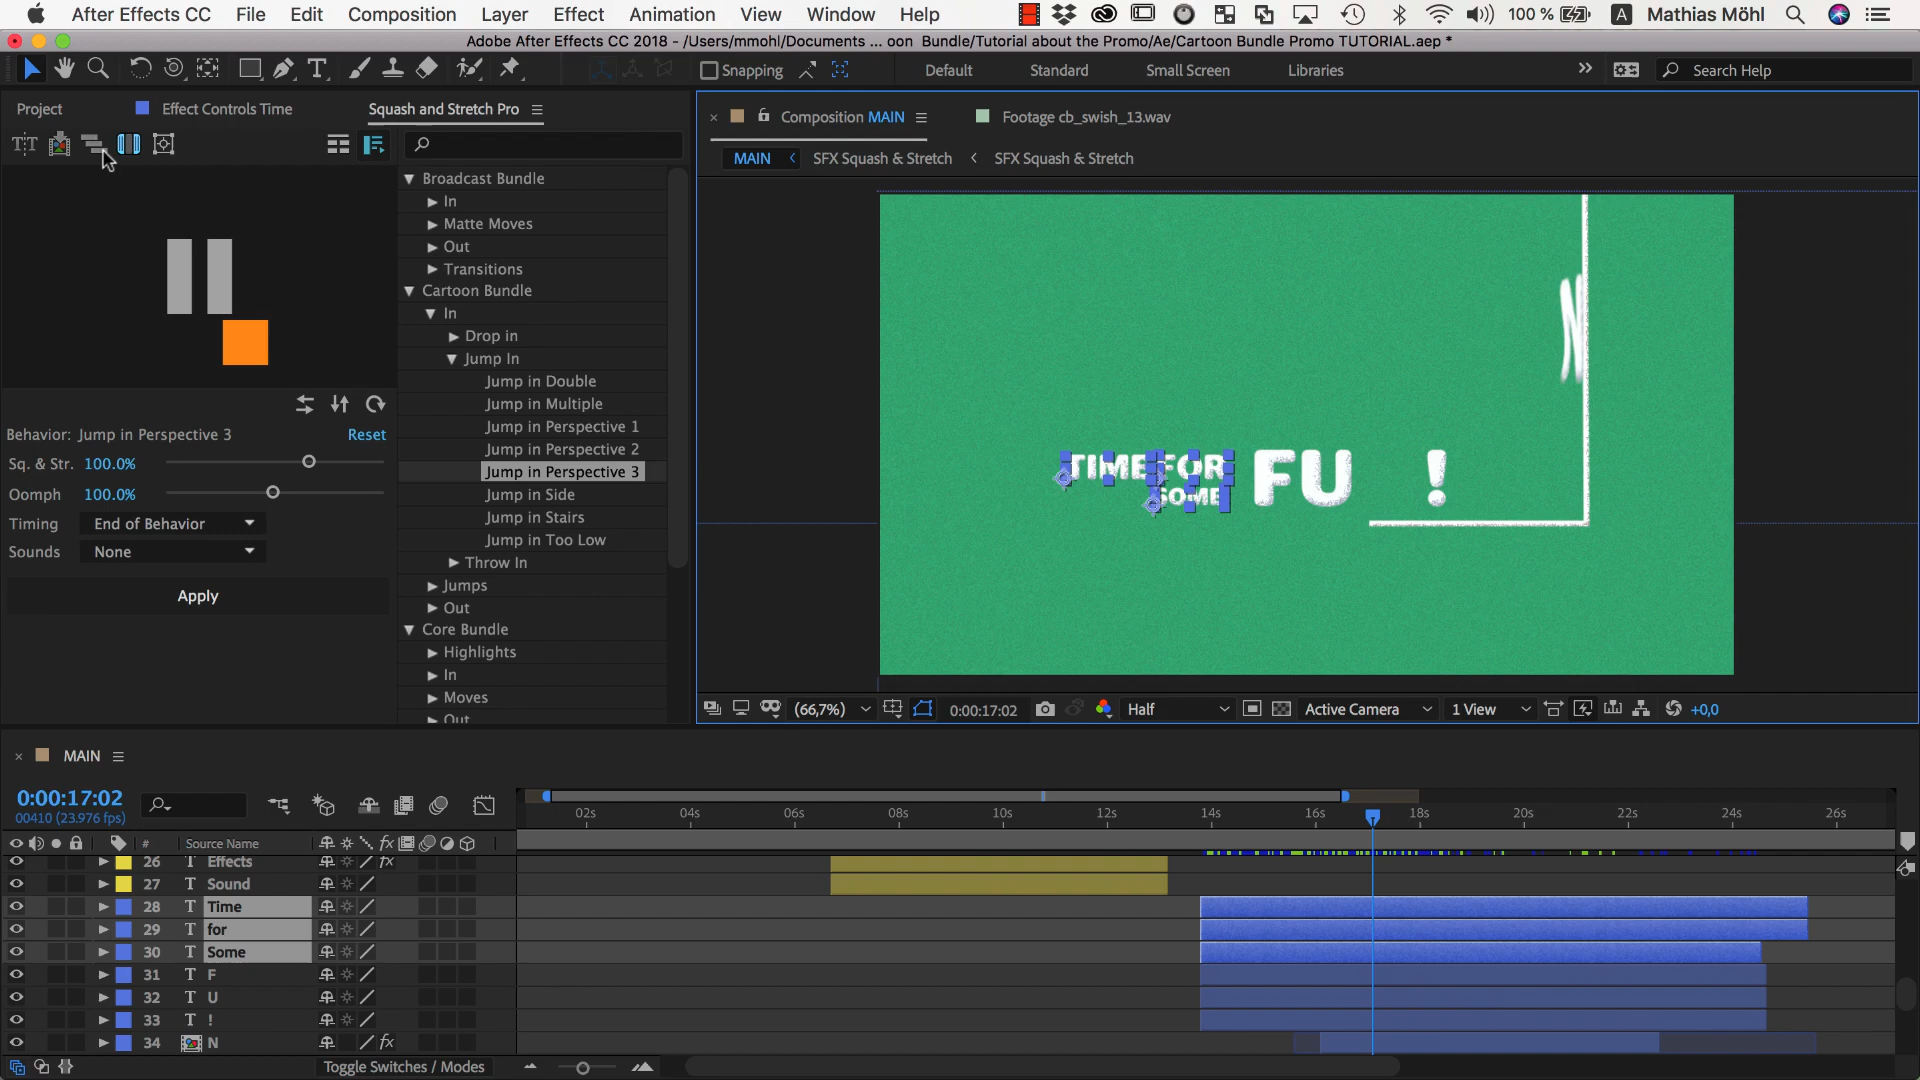 After Effects CC File Edit Composition Layer Effect Animation View Window Help 100 % A Mathias Möhl
Adobe After Effects CC 2018 - /Users/mmohl/Documents ... oon Bundle/Tutorial about the Promo/Ae/Cartoon Bundle Promo TUTORIAL.aep *
Snapping Default Standard Small Screen Libraries Search Help
Project Effect Controls Time Squash and Stretch Pro
Composition MAIN Footage cb_swish_13.wav
MAIN SFX Squash & Stretch SFX Squash & Stretch
Broadcast Bundle
In
Matte Moves
Out
Transitions
Cartoon Bundle
In
Drop in
Jump In
Jump in Double
Jump in Multiple
Jump in Perspective 1
Jump in Perspective 2
Jump in Perspective 3
Jump in Side
Jump in Stairs
Jump in Too Low
Throw In
Jumps
Out
Core Bundle
Highlights
In
Moves
Out
Behavior: Jump in Perspective 3 Reset
Sq. & Str. 100.0%
Oomph 100.0%
Timing End of Behavior
Sounds None
Apply
N
TIME FOR FU !
SOME
(66,7%) 0:00:17:02 Half Active Camera 1 View +0,0
MAIN
0:00:17:02
00410 (23.976 fps)
02s 04s 06s 08s 10s 12s 14s 16s 18s 20s 22s 24s 26s
# Source Name fx
26 T Effects fx
27 T Sound
28 T Time
29 T for
30 T Some
31 T F
32 T U
33 T !
34 N fx
Toggle Switches / Modes